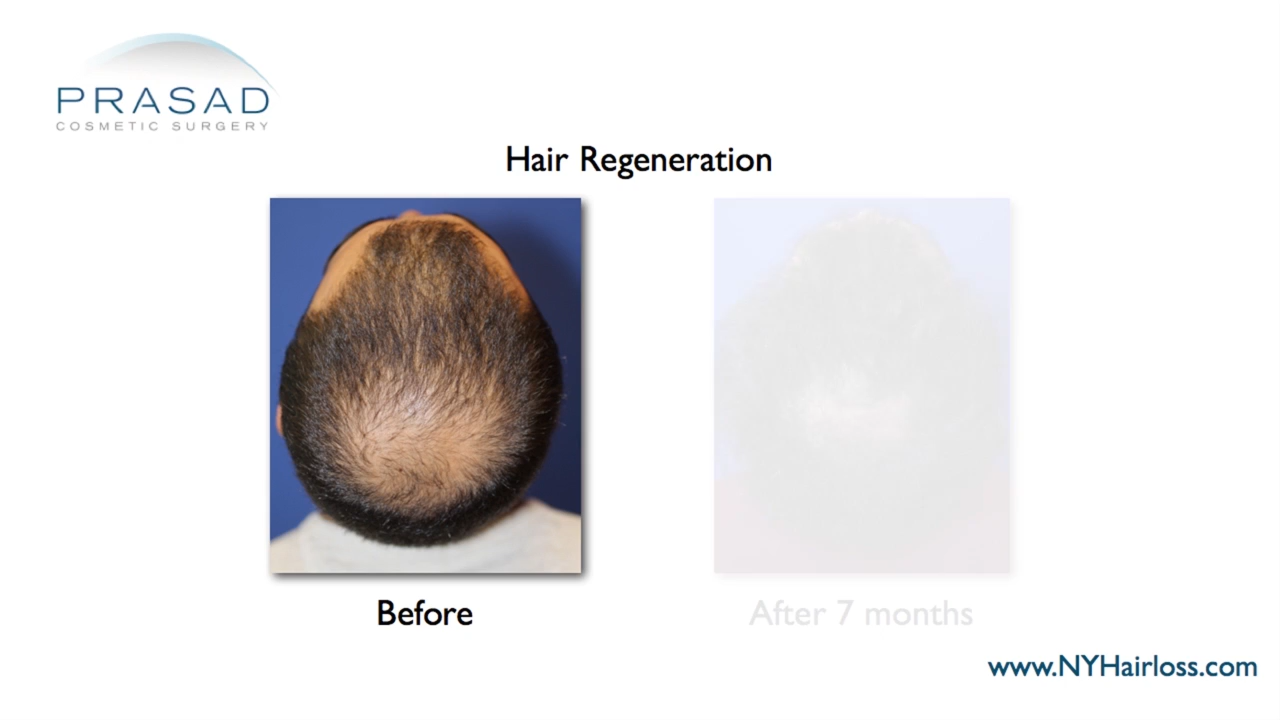 PRASAD
COSMETIC SURGERY
Hair Regeneration
Before
After 7 months
www.NYHairloss.com